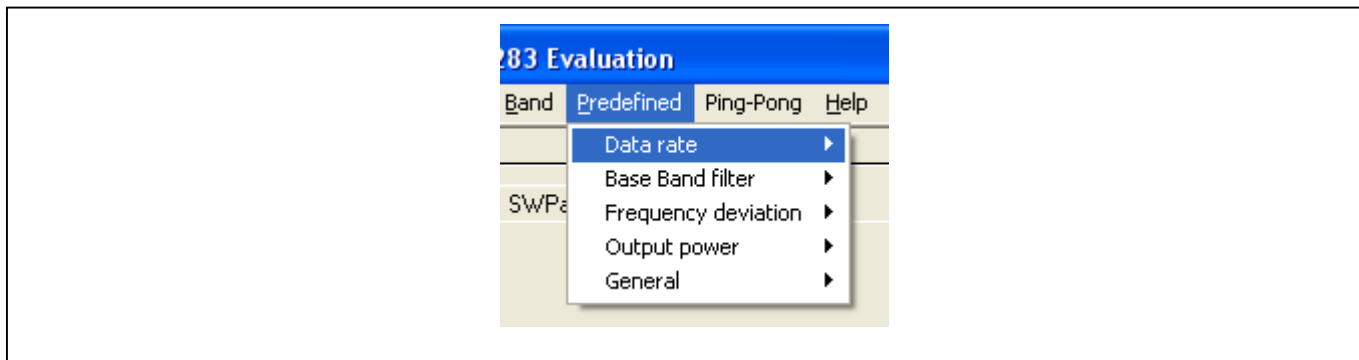 283 Evaluation
Band Predefined Ping-Pong Help
Data rate
Base Band filter
SWPa
Frequency deviation
Output power
General